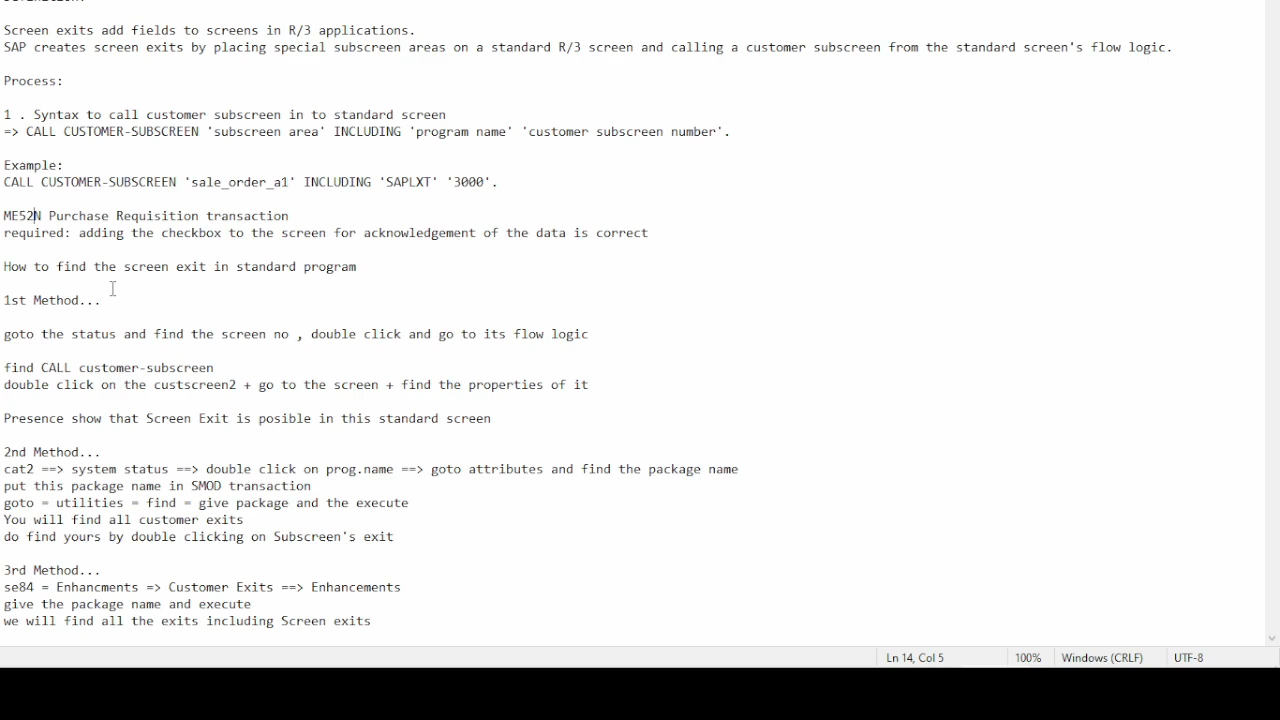 Screen exits add fields to screens in R/3 applications.
SAP creates screen exits by placing special subscreen areas on a standard R/3 screen and calling a customer subscreen from the standard screen's flow logic.
Process:
1 . Syntax to call customer subscreen in to standard screen
=> CALL CUSTOMER-SUBSCREEN 'subscreen area' INCLUDING 'program name' 'customer subscreen number'.
Example:
CALL CUSTOMER-SUBSCREEN 'sale_order_a1' INCLUDING 'SAPLXT' '3000'.
ME52N Purchase Requisition transaction
required: adding the checkbox to the screen for acknowledgement of the data is correct
How to find the screen exit in standard program
1st Method...
goto the status and find the screen no , double click and go to its flow logic
find CALL customer-subscreen
double click on the custscreen2 + go to the screen + find the properties of it
Presence show that Screen Exit is posible in this standard screen
2nd Method...
cat2 ==> system status ==> double click on prog.name ==> goto attributes and find the package name
put this package name in SMOD transaction
goto = utilities = find = give package and the execute
You will find all customer exits
do find yours by double clicking on Subscreen's exit
3rd Method...
se84 = Enhancments => Customer Exits ==> Enhancements
give the package name and execute
we will find all the exits including Screen exits
Ln 14, Col 5 100% Windows (CRLF) UTF-8